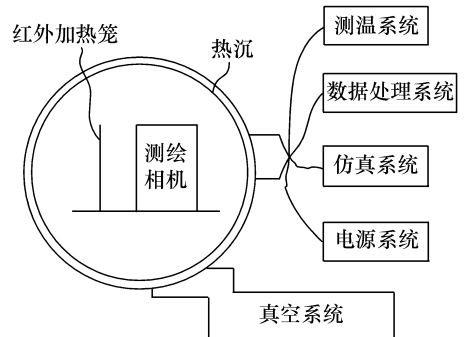 红外加热笼
热沉
测绘
相机
测温系统
数据处理系统
仿真系统
电源系统
真空系统